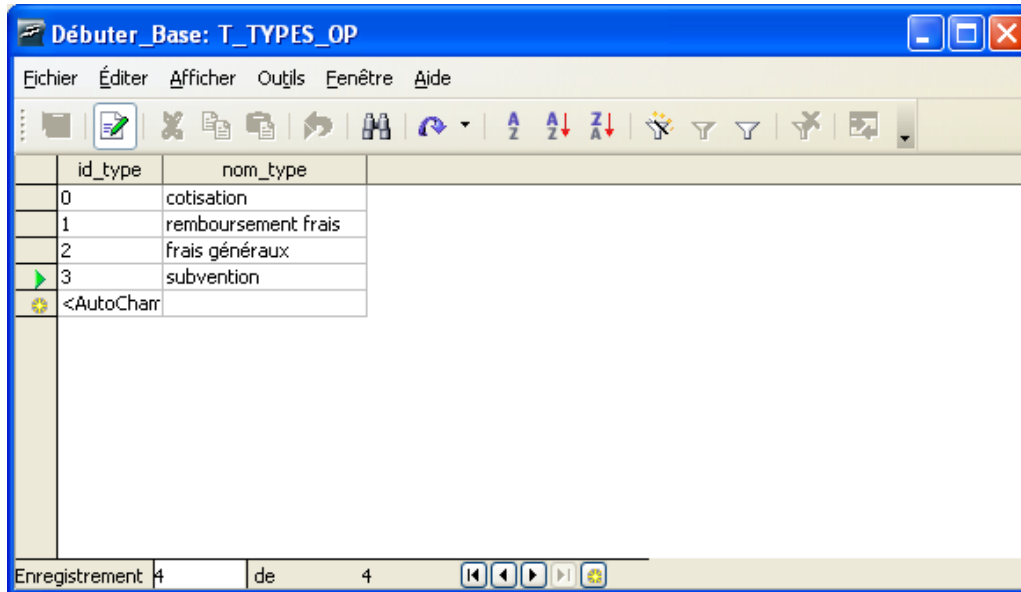 Débuter_Base: T_TYPES_OP
Fichier Éditer Afficher Outils Fenêtre Aide
id_type nom_type
0 cotisation
1 remboursement frais
2 frais généraux
3 subvention
<AutoCham
Enregistrement 4 de 4